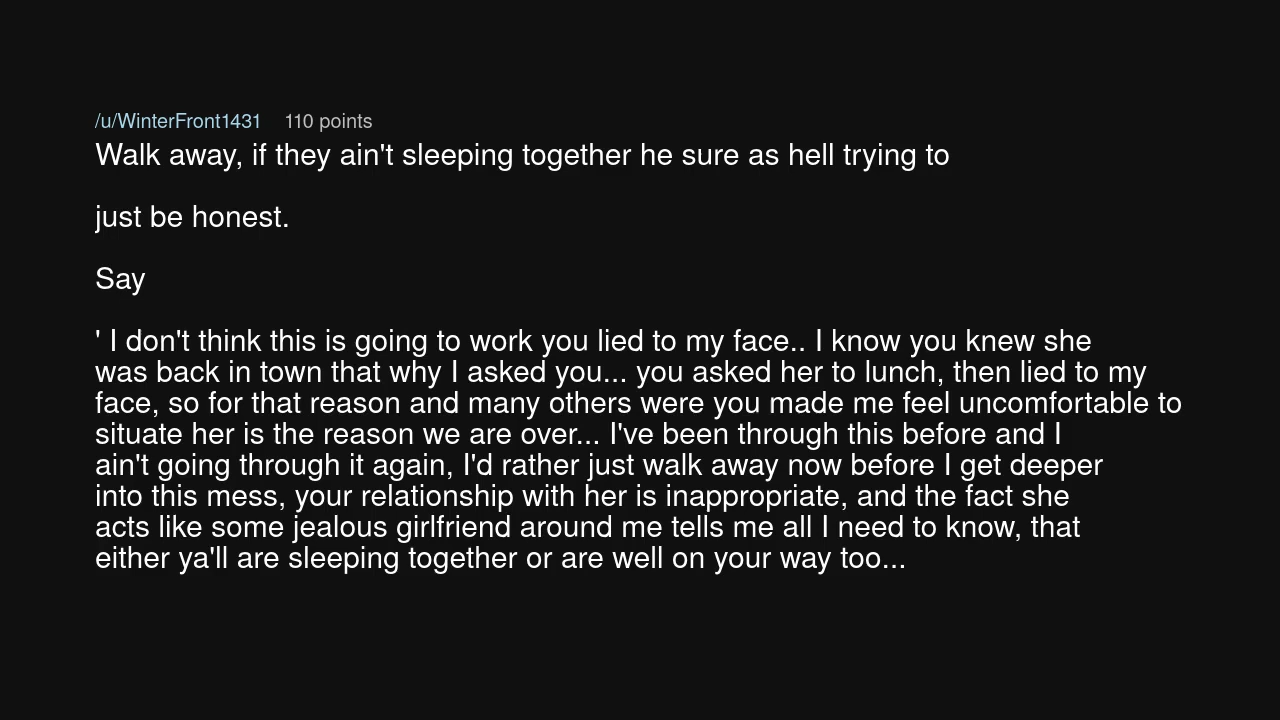 /u/WinterFront1431 110 points
Walk away, if they ain't sleeping together he sure as hell trying to
just be honest.
Say
' I don't think this is going to work you lied to my face.. I know you knew she
was back in town that why I asked you... you asked her to lunch, then lied to my
face, so for that reason and many others were you made me feel uncomfortable to
situate her is the reason we are over... I've been through this before and I
ain't going through it again, I'd rather just walk away now before I get deeper
into this mess, your relationship with her is inappropriate, and the fact she
acts like some jealous girlfriend around me tells me all I need to know, that
either ya'll are sleeping together or are well on your way too...